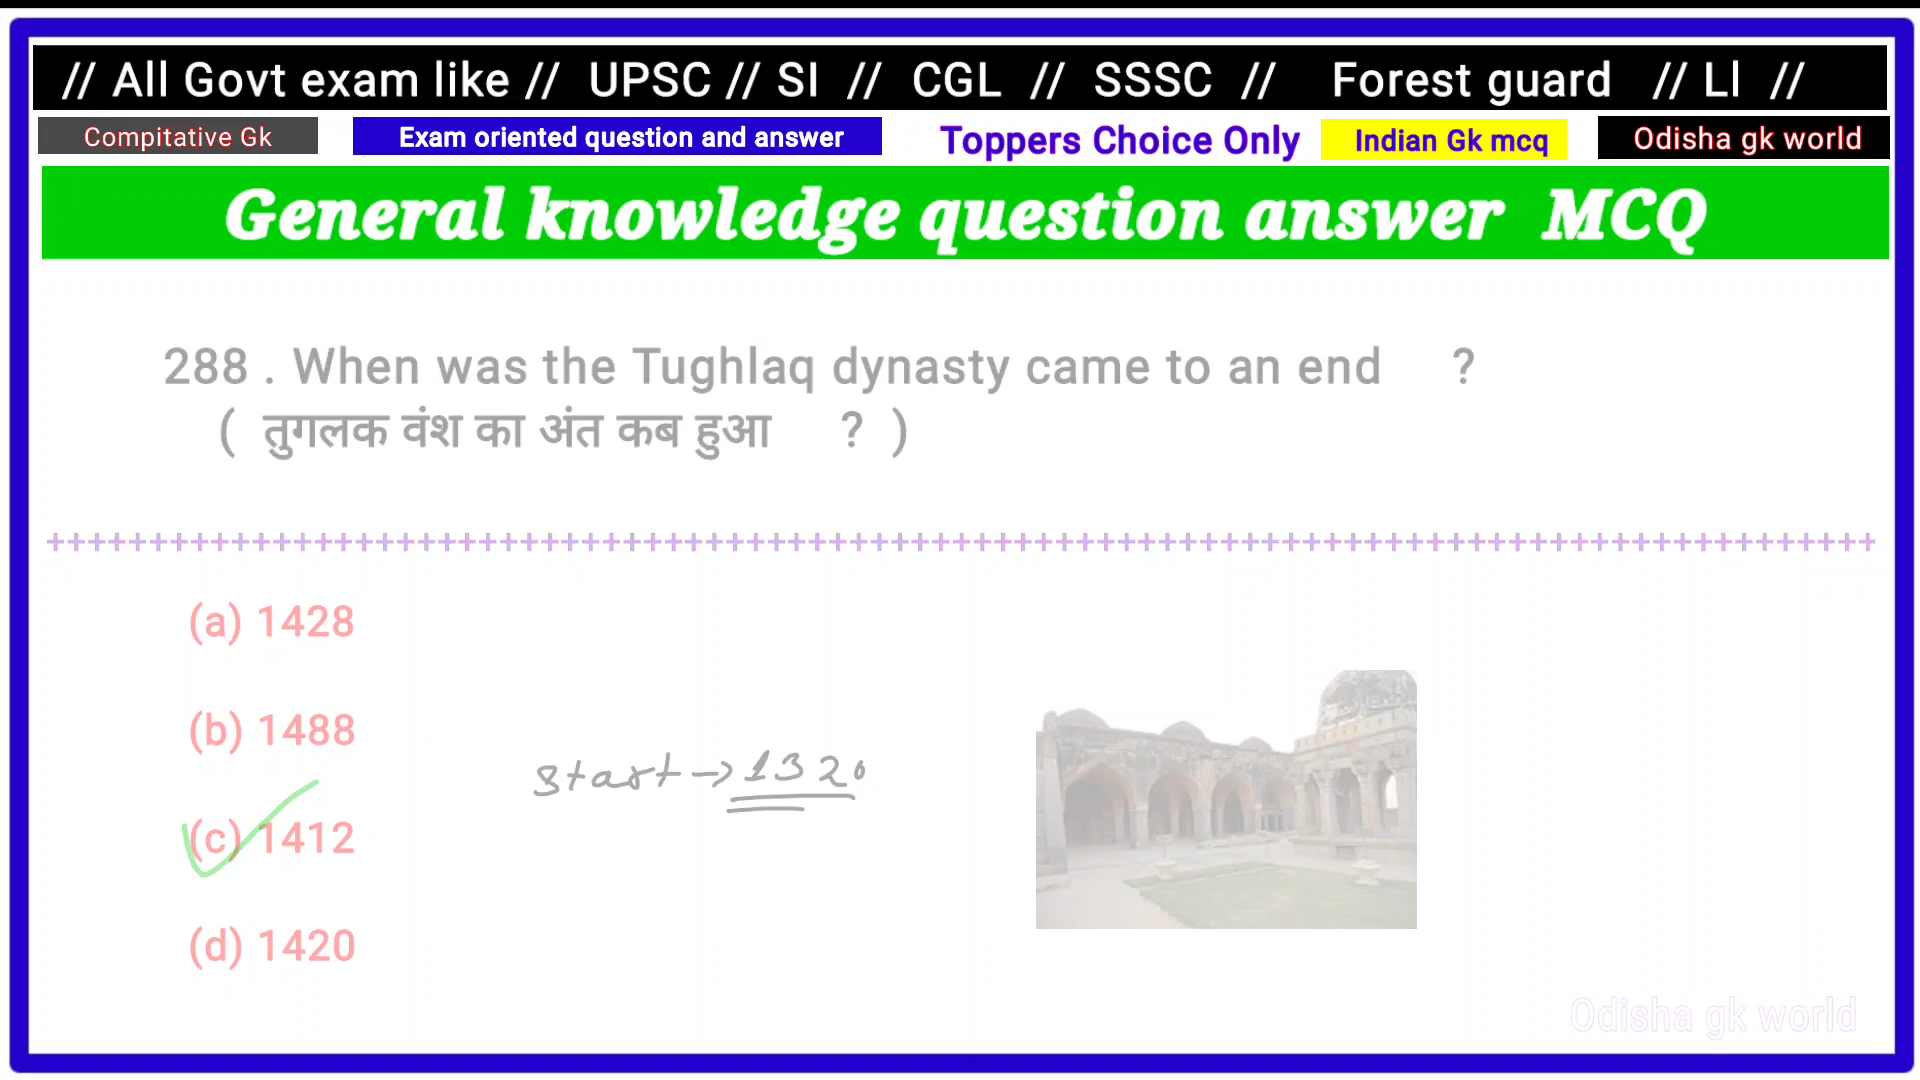 // All Govt exam like // UPSC // SI // CGL // SSSC // Forest guard // Ll //
Compitative Gk Exam oriented question and answer Toppers Choice Only Indian Gk mcq Odisha gk world
General knowledge question answer MCQ
288 . When was the Tughlaq dynasty came to an end ?
( तुगलक वंश का अंत कब हुआ ? )
+++++++++++++++++++++++++++++++++++++++++++++++++++++++++++++++++++++++++++++++++++++++++
(a) 1428
(b) 1488
start → 1320
(c) 1412
(d) 1420
Odisha gk world